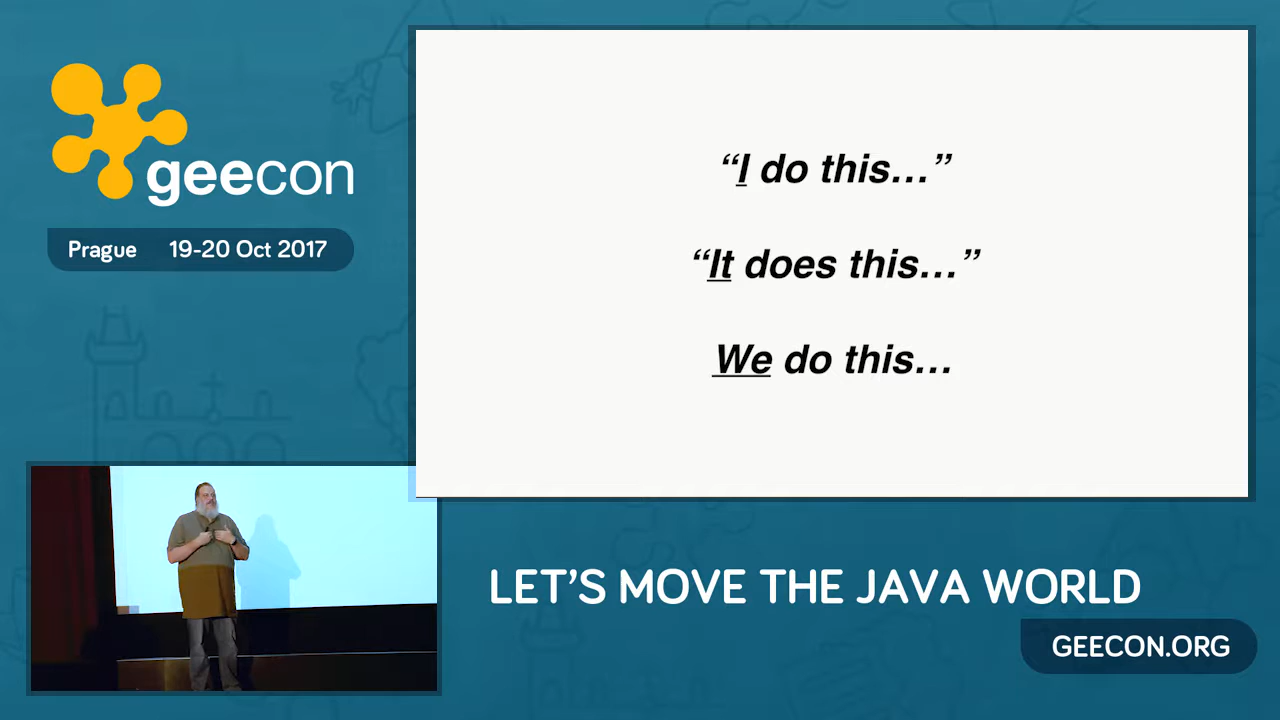 geecon
Prague 19-20 Oct 2017
“I do this…”
“It does this…”
We do this…
LET’S MOVE THE JAVA WORLD
GEECON.ORG